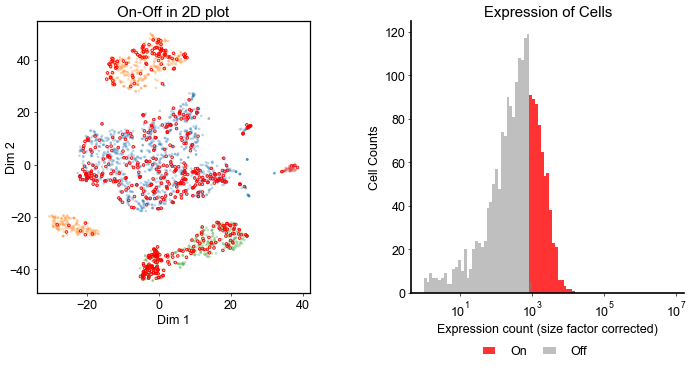 On-Off in 2D plot
40
20
0
−20
−40
Dim 2
−20
0
20
40
Dim 1
Expression of Cells
120
100
80
60
40
20
0
Cell Counts
10^1
10^3
10^5
10^7
Expression count (size factor corrected)
On
Off